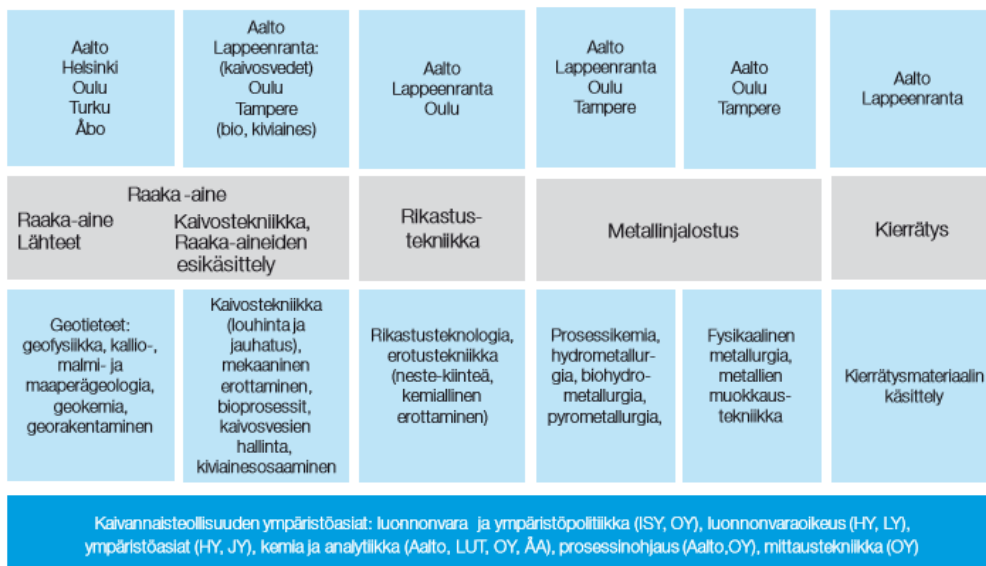 Aalto
Helsinki
Oulu
Turku
Åbo
Aalto
Lappeenranta:
(kaivosvedet)
Oulu
Tampere
(bio, kiviaines)
Aalto
Lappeenranta
Oulu
Aalto
Lappeenranta
Oulu
Tampere
Aalto
Oulu
Tampere
Aalto
Lappeenranta
Raaka -aine
Raaka-aine
Lähteet
Kaivostekniikka,
Raaka-aineiden
esikäsittely
Rikastus-
tekniikka
Metallinjalostus
Kierrätys
Geotieteet:
geofysiikka, kallio-,
malmi- ja
maaperägeologia,
geokemia,
georakentaminen
Kaivostekniikka
(louhinta ja
jauhatus),
mekaaninen
erottaminen,
bioprosessit,
kaivosvesien
hallinta,
kiviainesosaaminen
Rikastusteknologia,
erotustekniikka
(neste-kiinteä,
kemiallinen
erottaminen)
Prosessikemia,
hydrometallur-
gia, biohydro-
metallurgia,
pyrometallurgia,
Fysikaalinen
metallurgia,
metallien
muokkaus-
tekniikka
Kierrätysmateriaalin
käsittely
Kaivannaisteollisuuden ympäristöasiat: luonnonvara ja ympäristöpolitiikka (ISY, OY), luonnonvaraoikeus (HY, LY),
ympäristöasiat (HY, JY), kemia ja analytiikka (Aalto, LUT, OY, ÅA), prosessinohjaus (Aalto,OY), mittaustekniikka (OY)